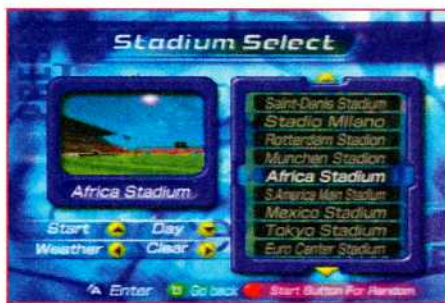 Stadium Select
Saint-Denis Stadium
Stadio Milano
Rotterdam Stadion
Munchen Stadion
Africa Stadium
S.America Main Stadium
Mexico Stadium
Tokyo Stadium
Euro Center Stadium
Africa Stadium
Start Day
Weather Clear
A Enter B Go back Start Button For Random